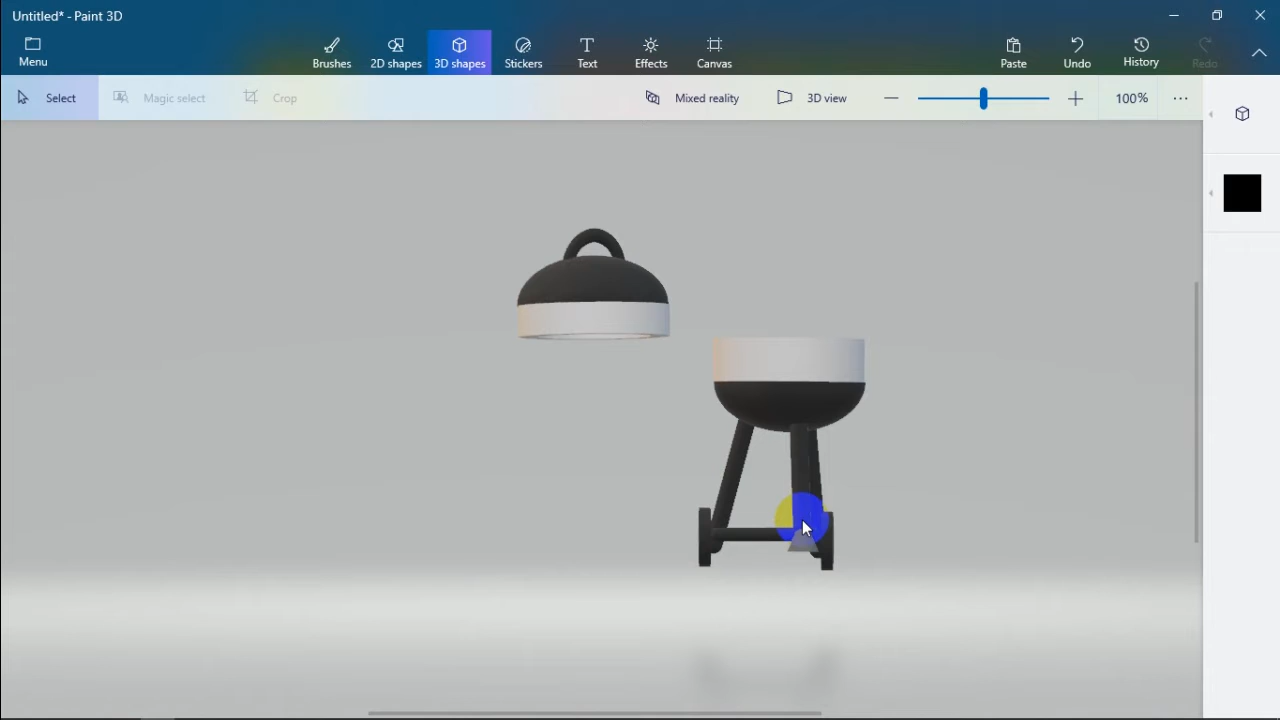 Untitled* - Paint 3D
Menu
Brushes
2D shapes
3D shapes
Stickers
Text
Effects
Canvas
Paste
Undo
History
Redo
Select
Magic select
Crop
Mixed reality
3D view
100%